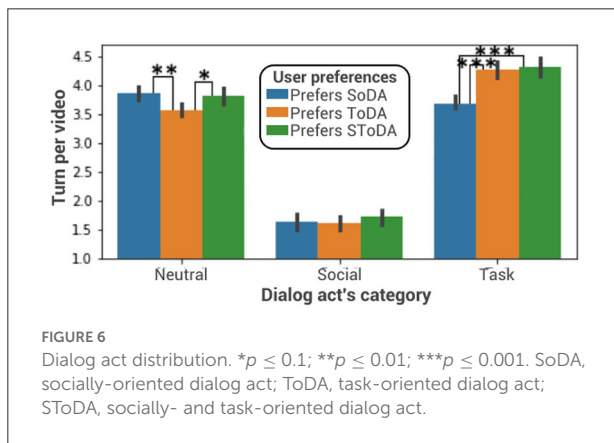 **
*
***
***
4.5
4.0
3.5
3.0
2.5
2.0
1.5
1.0
Turn per video
User preferences
Prefers SoDA
Prefers ToDA
Prefers SToDA
Neutral Social Task
Dialog act's category
FIGURE 6
Dialog act distribution. *p ≤ 0.1; **p ≤ 0.01; ***p ≤ 0.001. SoDA,
socially-oriented dialog act; ToDA, task-oriented dialog act;
SToDA, socially- and task-oriented dialog act.